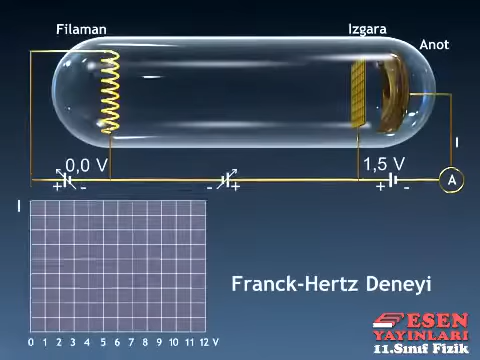 Filaman
Izgara
Anot
I
0,0 V
1,5 V
+ -
- +
+ -
A
I
0 1 2 3 4 5 6 7 8 9 10 11 12 V
Franck-Hertz Deneyi
ESEN
YAYINLARI
11.Sınıf Fizik